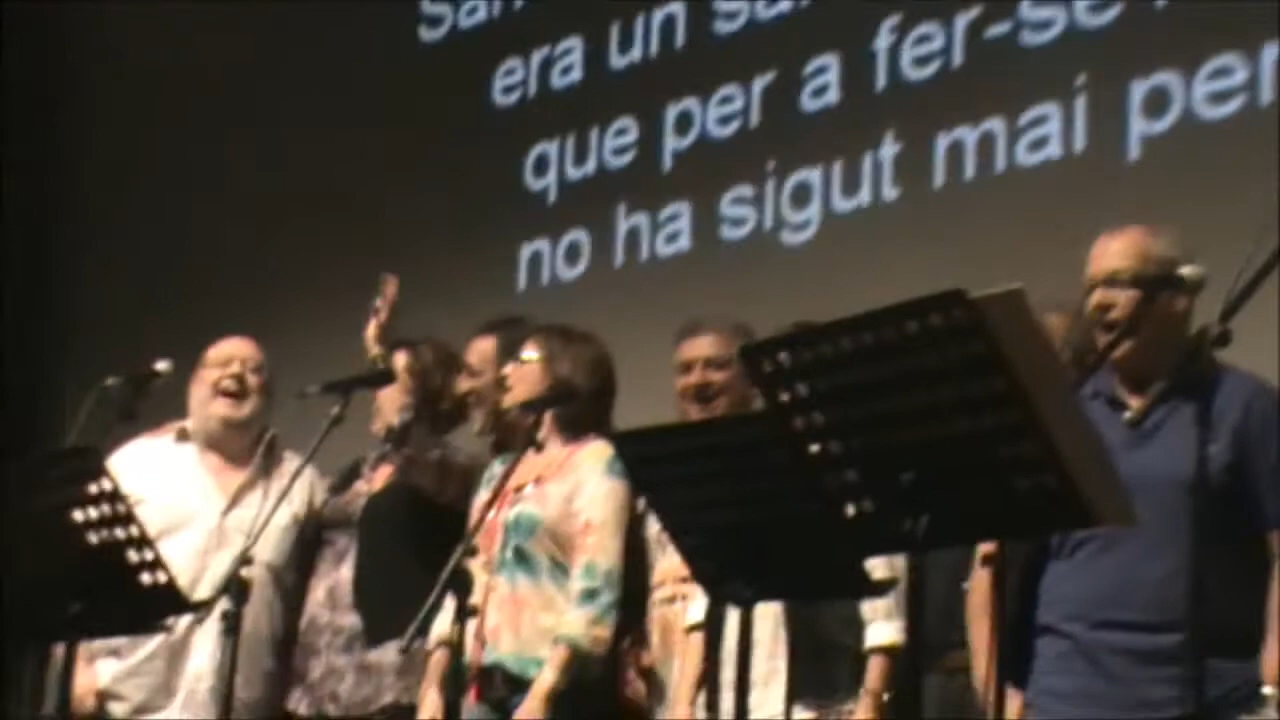 era un
que per a fer-se
no ha sigut mai per